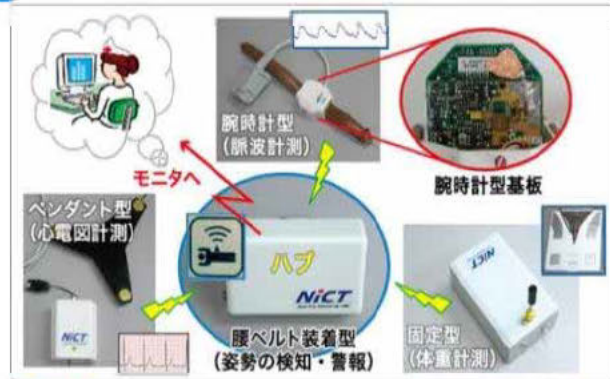 腕時計型
(脈波計測)
腕時計型基板
モニタへ
ペンダント型
(心電図計測)
NiCT
ハブ
NiCT
腰ベルト装着型
(姿勢の検知・警報)
NiCT
固定型
(体重計測)